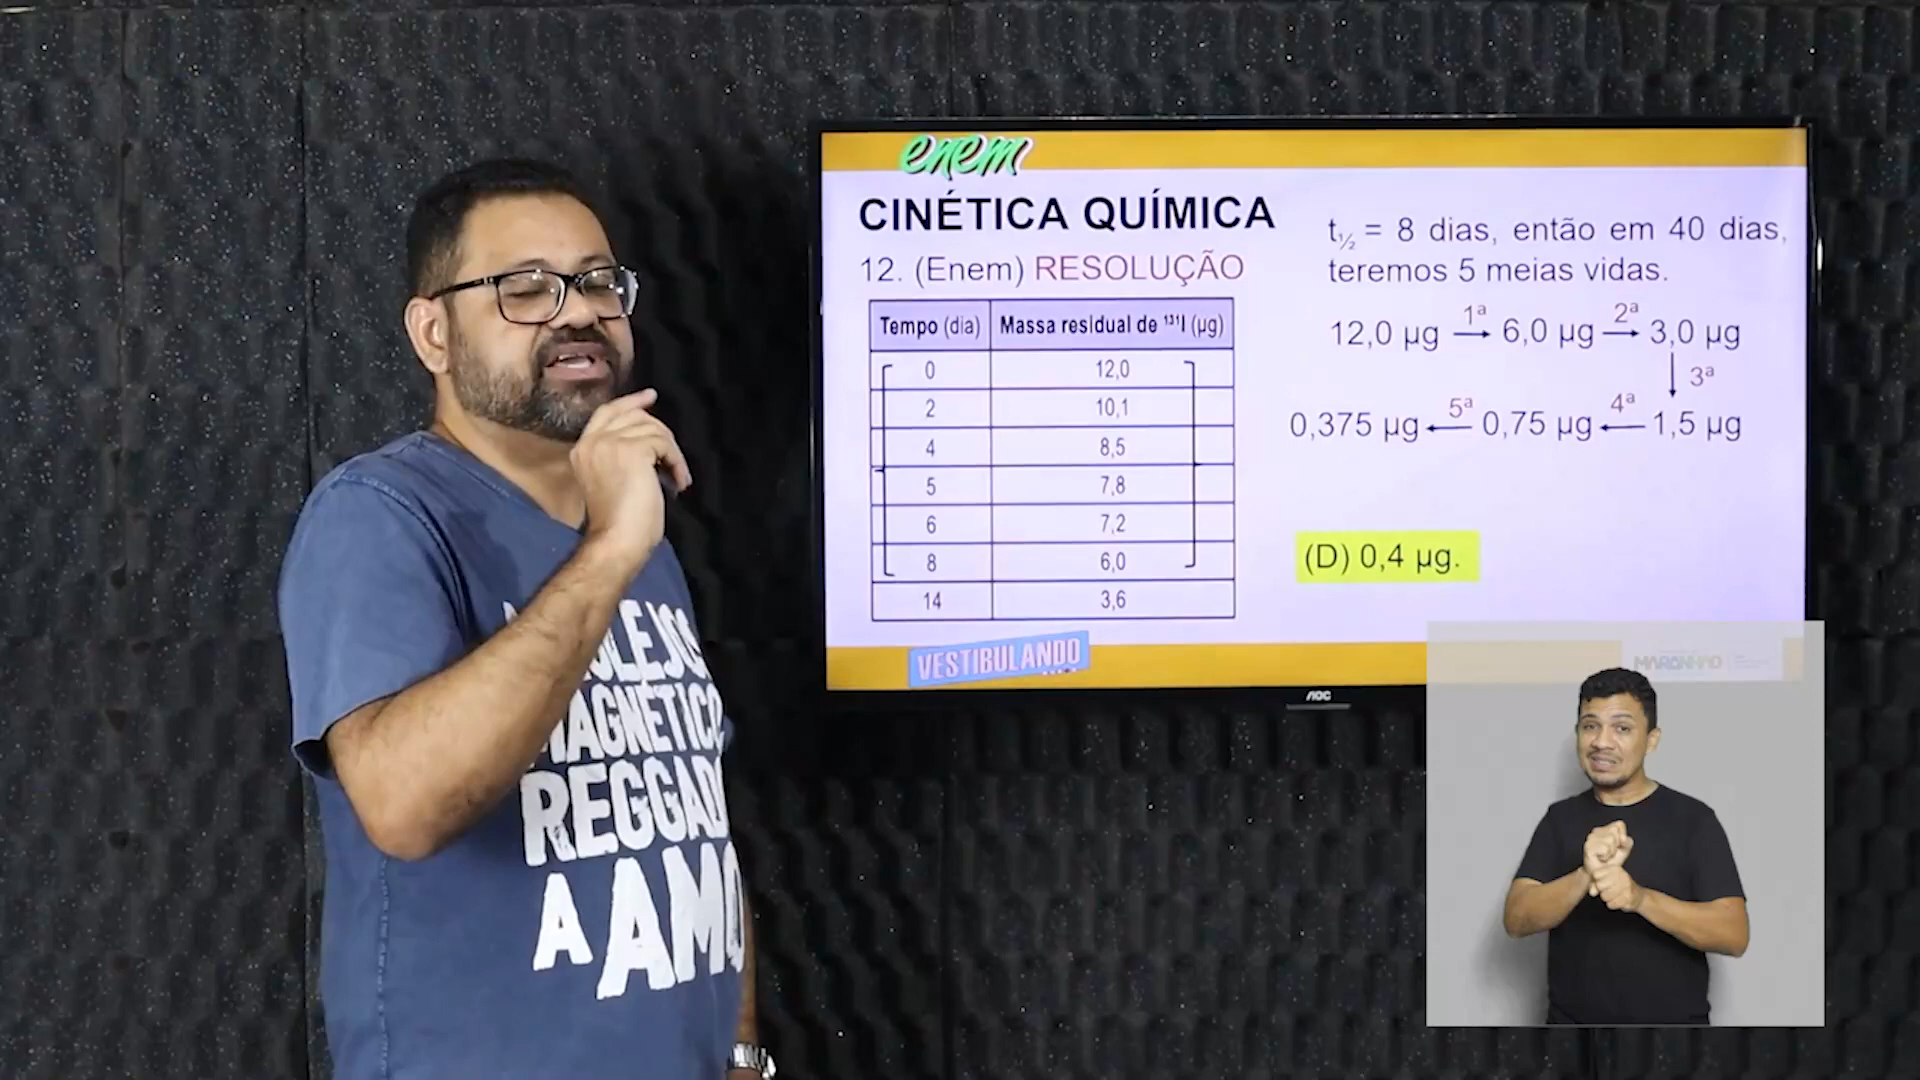 enem
CINÉTICA QUÍMICA
12. (Enem) RESOLUÇÃO
Tempo (dia) Massa residual de ¹³¹I (µg)
0 12,0
2 10,1
4 8,5
5 7,8
6 7,2
8 6,0
14 3,6
t½ = 8 dias, então em 40 dias,
teremos 5 meias vidas.
12,0 µg 1ª → 6,0 µg 2ª → 3,0 µg
↓ 3ª
0,375 µg 5ª ← 0,75 µg 4ª ← 1,5 µg
(D) 0,4 µg.
VESTIBULANDO
AOC
MARANHÃO
MAGNÉTICO
REGGAE
A AMO